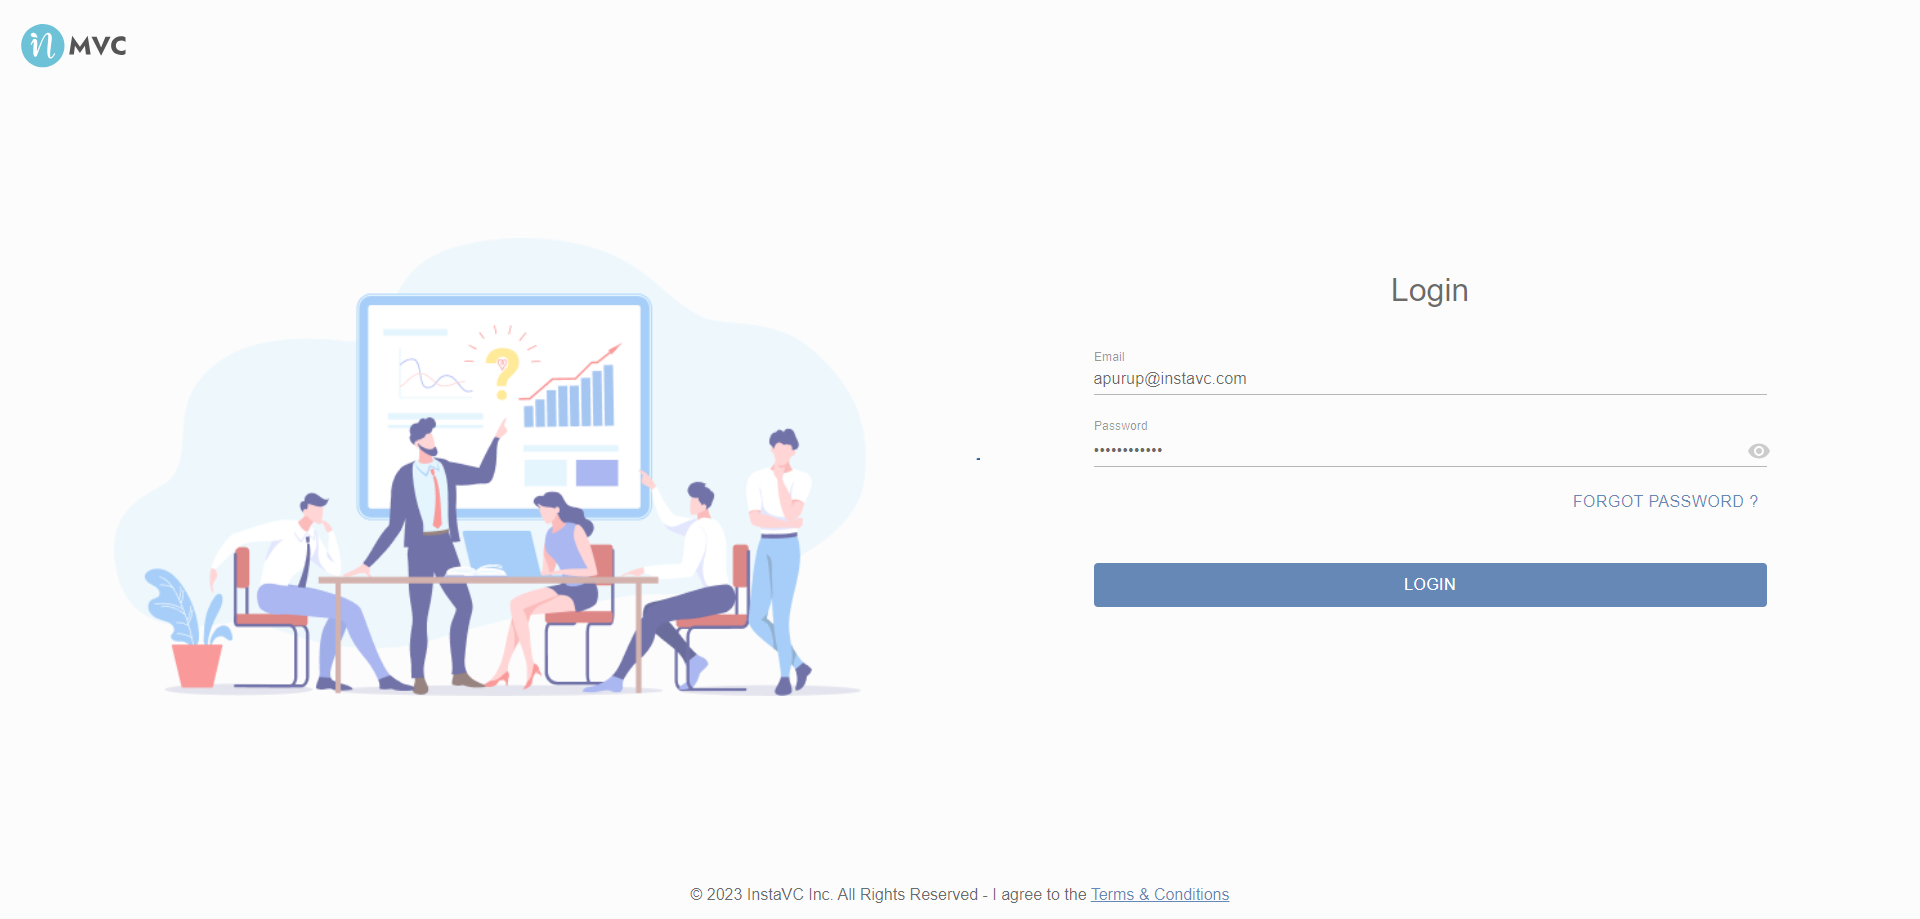 in MVC
Login
Email
apurup@instavc.com
Password
••••••••••••
FORGOT PASSWORD ?
LOGIN
© 2023 InstaVC Inc. All Rights Reserved - I agree to the Terms & Conditions